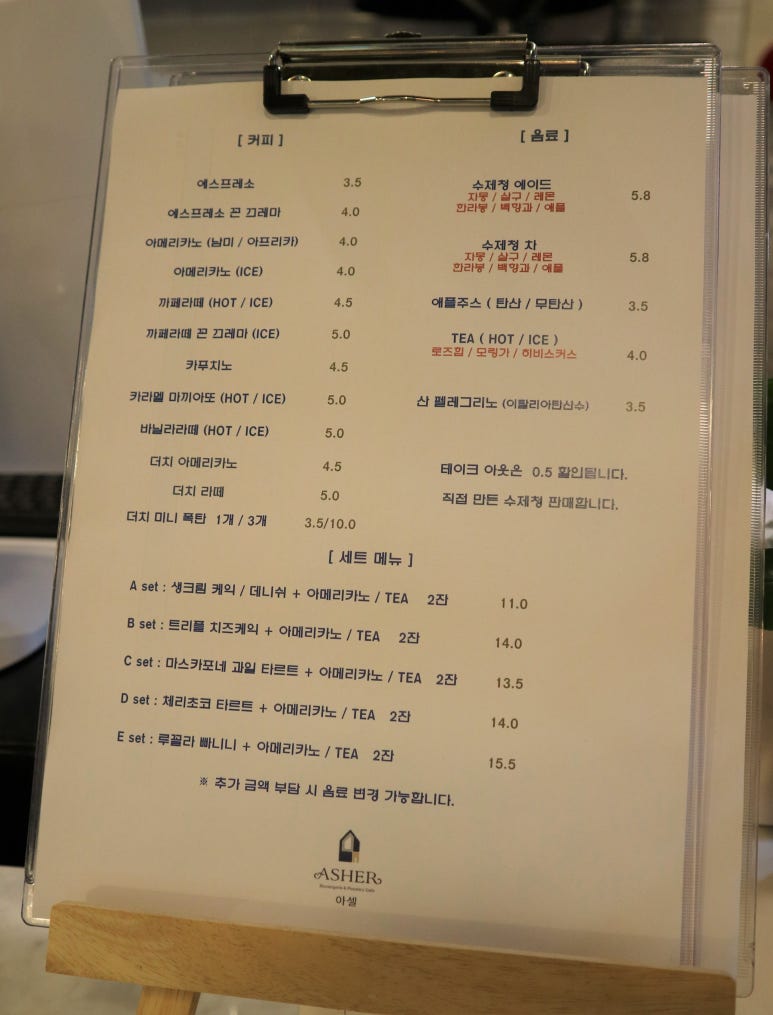 [ 커피 ]
에스프레소 3.5
에스프레소 꼰 끄레마 4.0
아메리카노 (남미 / 아프리카) 4.0
아메리카노 (ICE) 4.0
까페라떼 (HOT / ICE) 4.5
까페라떼 꼰 끄레마 (ICE) 5.0
카푸치노 4.5
카라멜 마끼아또 (HOT / ICE) 5.0
바닐라라떼 (HOT / ICE) 5.0
더치 아메리카노 4.5
더치 라떼 5.0
더치 미니 폭탄 1개 / 3개 3.5/10.0
[ 음료 ]
수제청 에이드 5.8
자몽 / 살구 / 레몬
한라봉 / 백향과 / 애플
수제청 차 5.8
자몽 / 살구 / 레몬
한라봉 / 백향과 / 애플
애플주스 ( 탄산 / 무탄산 ) 3.5
TEA ( HOT / ICE ) 4.0
로즈힙 / 모링가 / 히비스커스
산 펠레그리노 (이탈리아탄산수) 3.5
테이크 아웃은 0.5 할인됩니다.
직접 만든 수제청 판매합니다.
[ 세트 메뉴 ]
A set : 생크림 케익 / 데니쉬 + 아메리카노 / TEA 2잔 11.0
B set : 트리플 치즈케익 + 아메리카노 / TEA 2잔 14.0
C set : 마스카포네 과일 타르트 + 아메리카노 / TEA 2잔 13.5
D set : 체리초코 타르트 + 아메리카노 / TEA 2잔 14.0
E set : 루꼴라 빠니니 + 아메리카노 / TEA 2잔 15.5
※ 추가 금액 부담 시 음료 변경 가능합니다.
ASHER
아셀